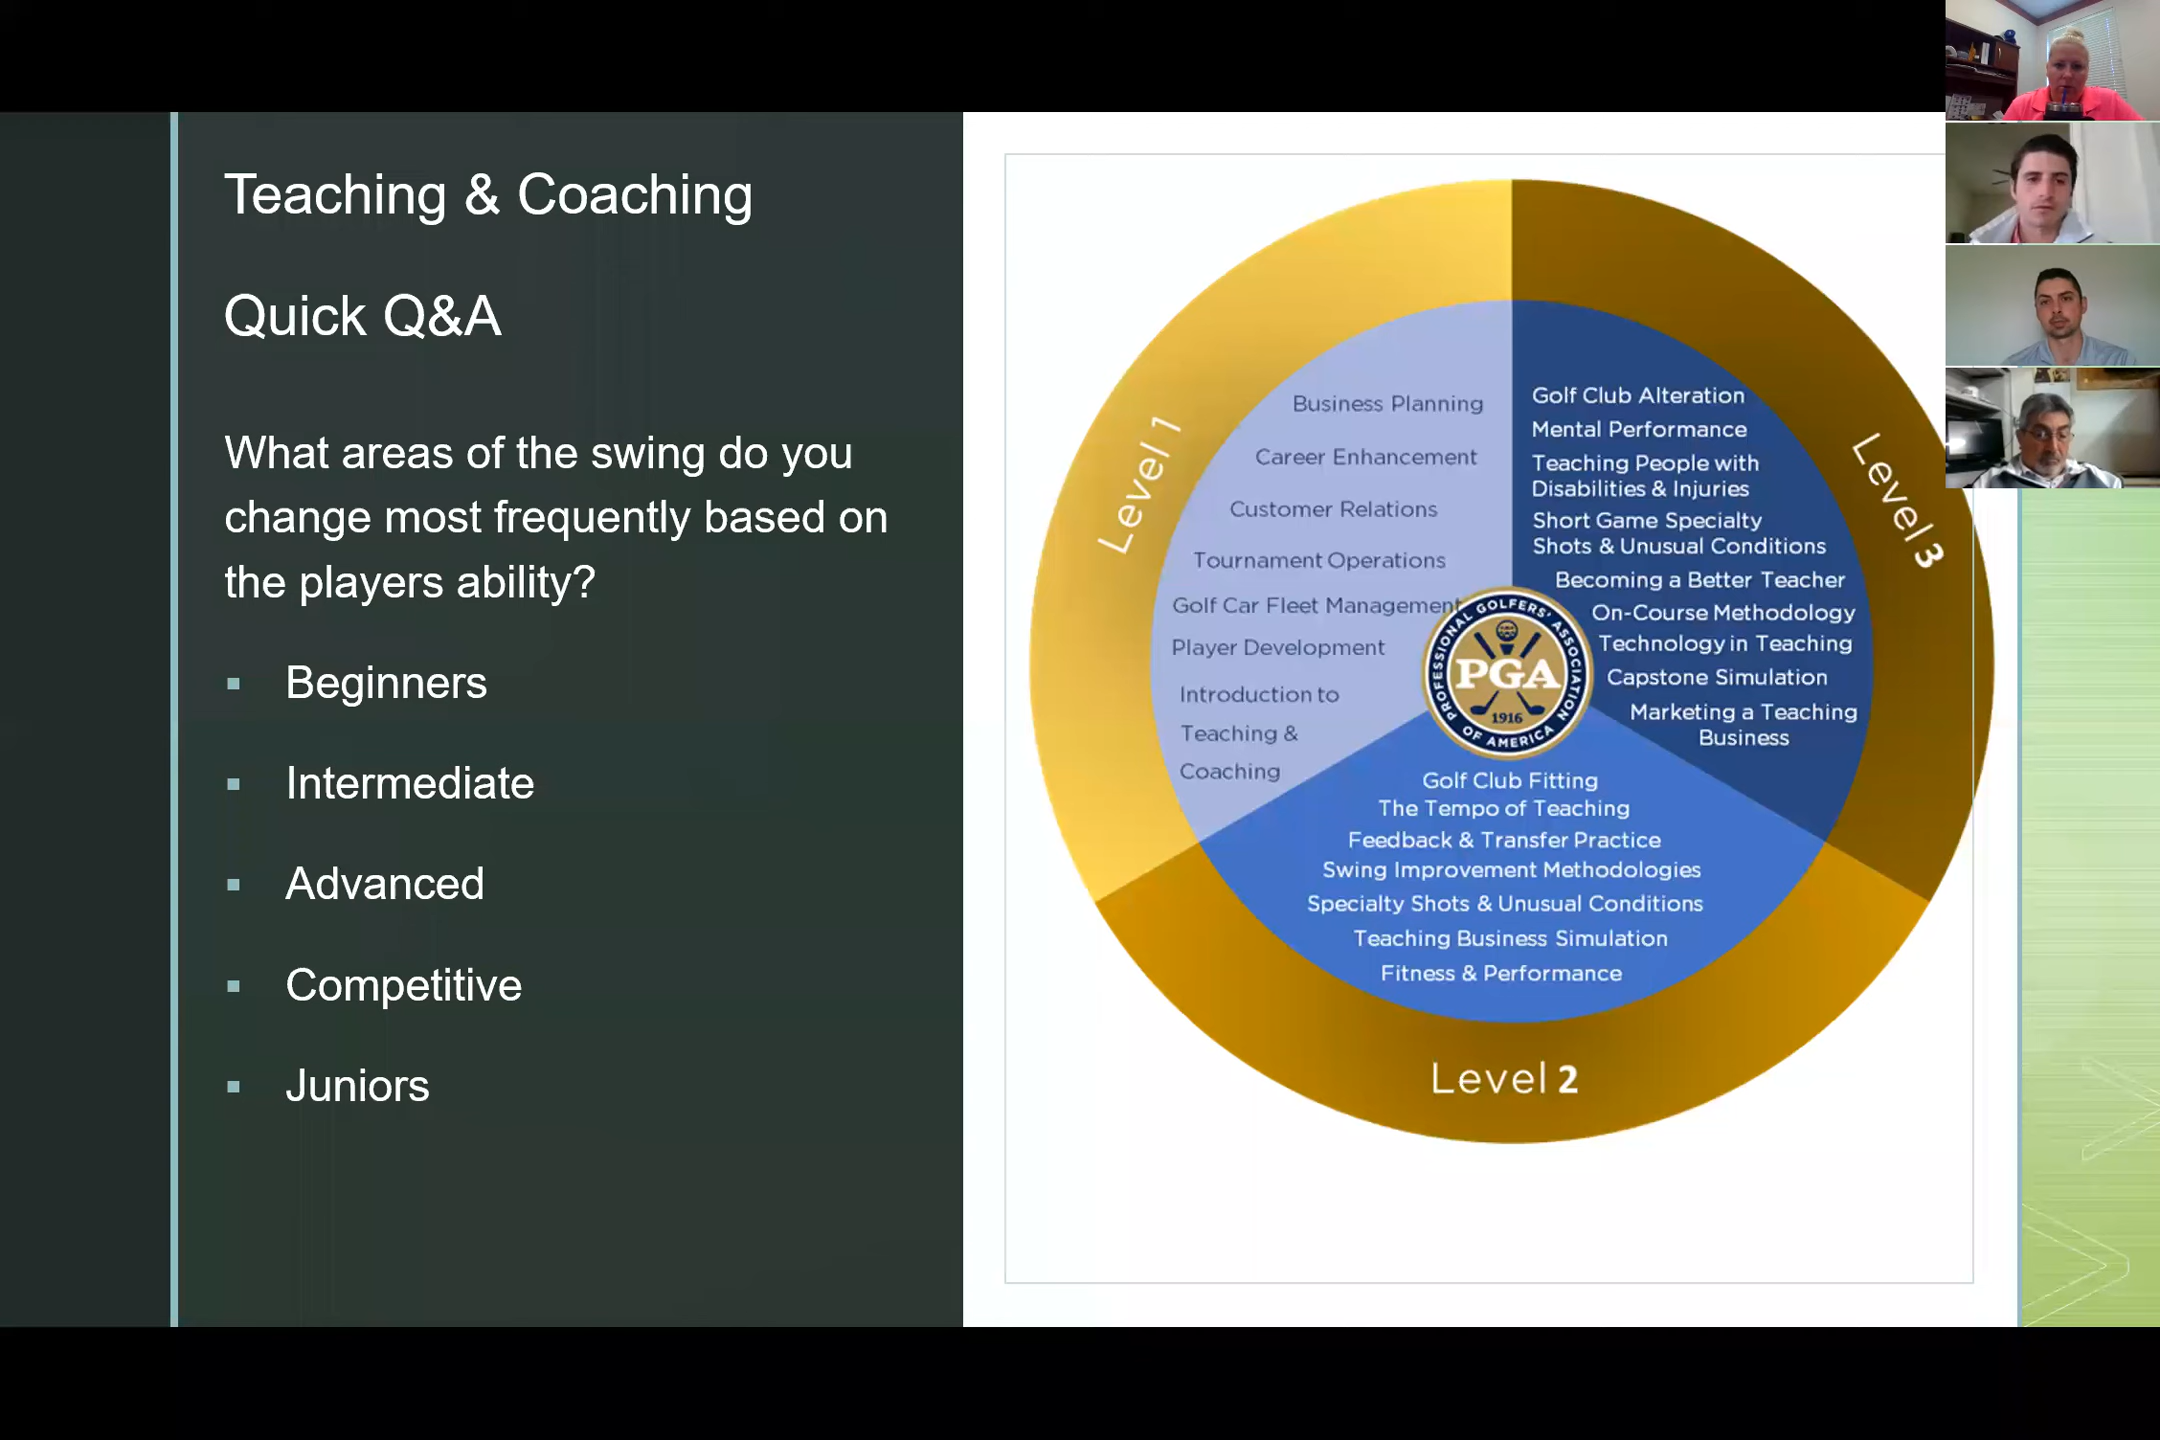 Teaching & Coaching
Quick Q&A
What areas of the swing do you
change most frequently based on
the players ability?
▪ Beginners
▪ Intermediate
▪ Advanced
▪ Competitive
▪ Juniors
Level 1
Business Planning
Career Enhancement
Customer Relations
Tournament Operations
Golf Car Fleet Management
Player Development
Introduction to
Teaching &
Coaching
Level 3
Golf Club Alteration
Mental Performance
Teaching People with
Disabilities & Injuries
Short Game Specialty
Shots & Unusual Conditions
Becoming a Better Teacher
On-Course Methodology
Technology in Teaching
Capstone Simulation
Marketing a Teaching
Business
PROFESSIONAL GOLFERS' ASSOCIATION
PGA
1916
OF AMERICA
Golf Club Fitting
The Tempo of Teaching
Feedback & Transfer Practice
Swing Improvement Methodologies
Specialty Shots & Unusual Conditions
Teaching Business Simulation
Fitness & Performance
Level 2